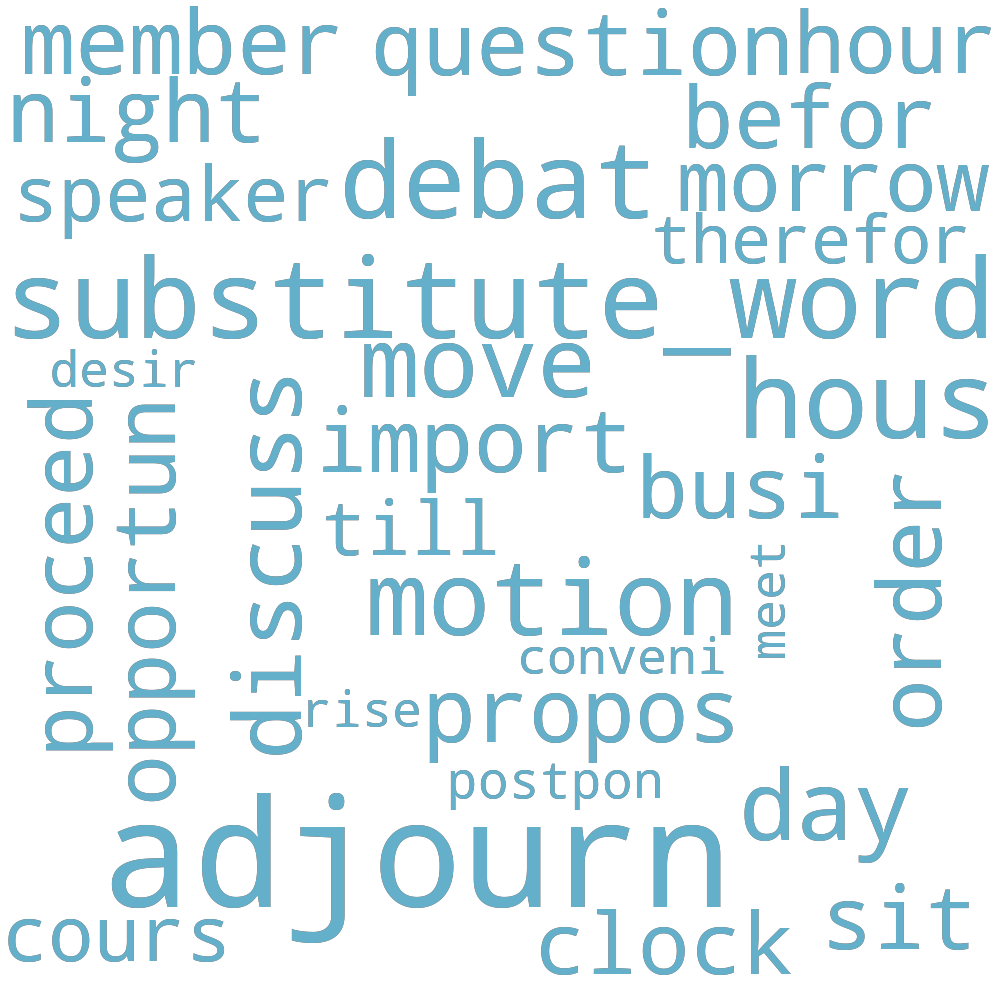 member questionhour
night befor
speaker debat morrow
therefor
substitute_word
desir move hous
proceed opportun discuss import busi order
till
motion meet
conveni
rise propos
postpon day
adjourn
cours clock sit